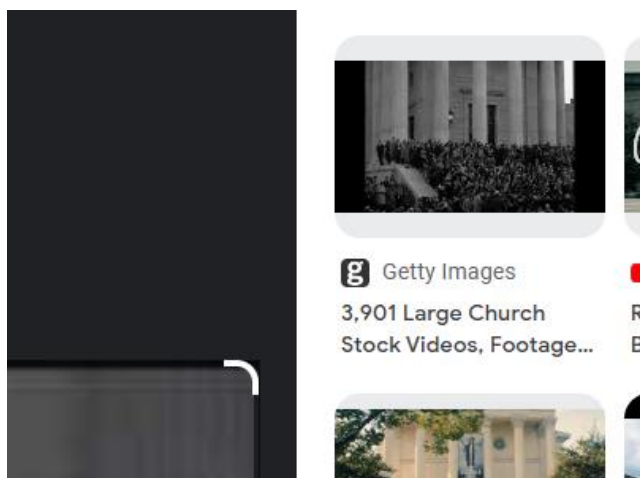 g Getty Images
3,901 Large Church
Stock Videos, Footage...
R
B